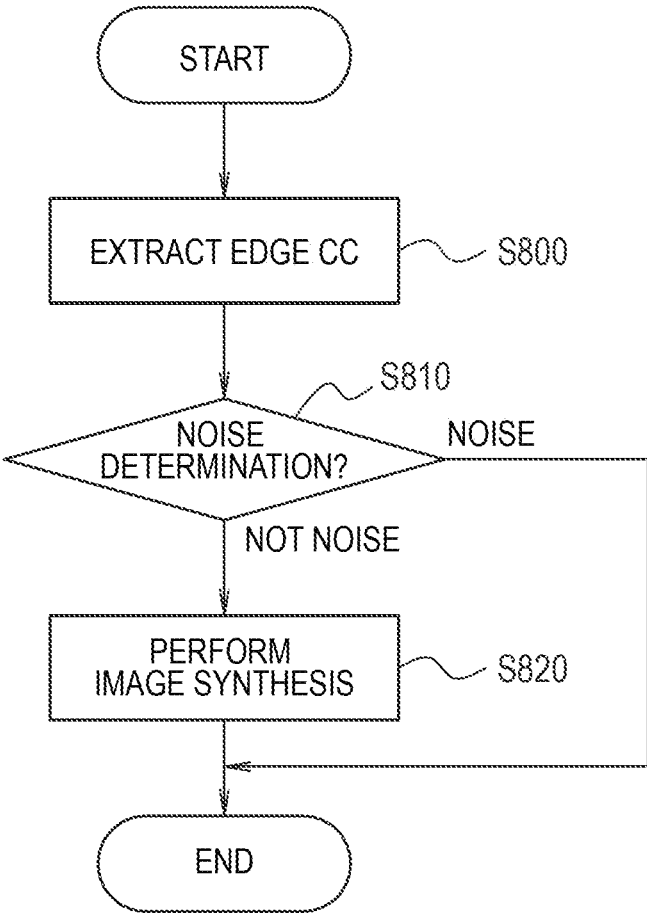 START
EXTRACT EDGE CC
S800
S810
NOISE
DETERMINATION?
NOISE
NOT NOISE
PERFORM
IMAGE SYNTHESIS
S820
END